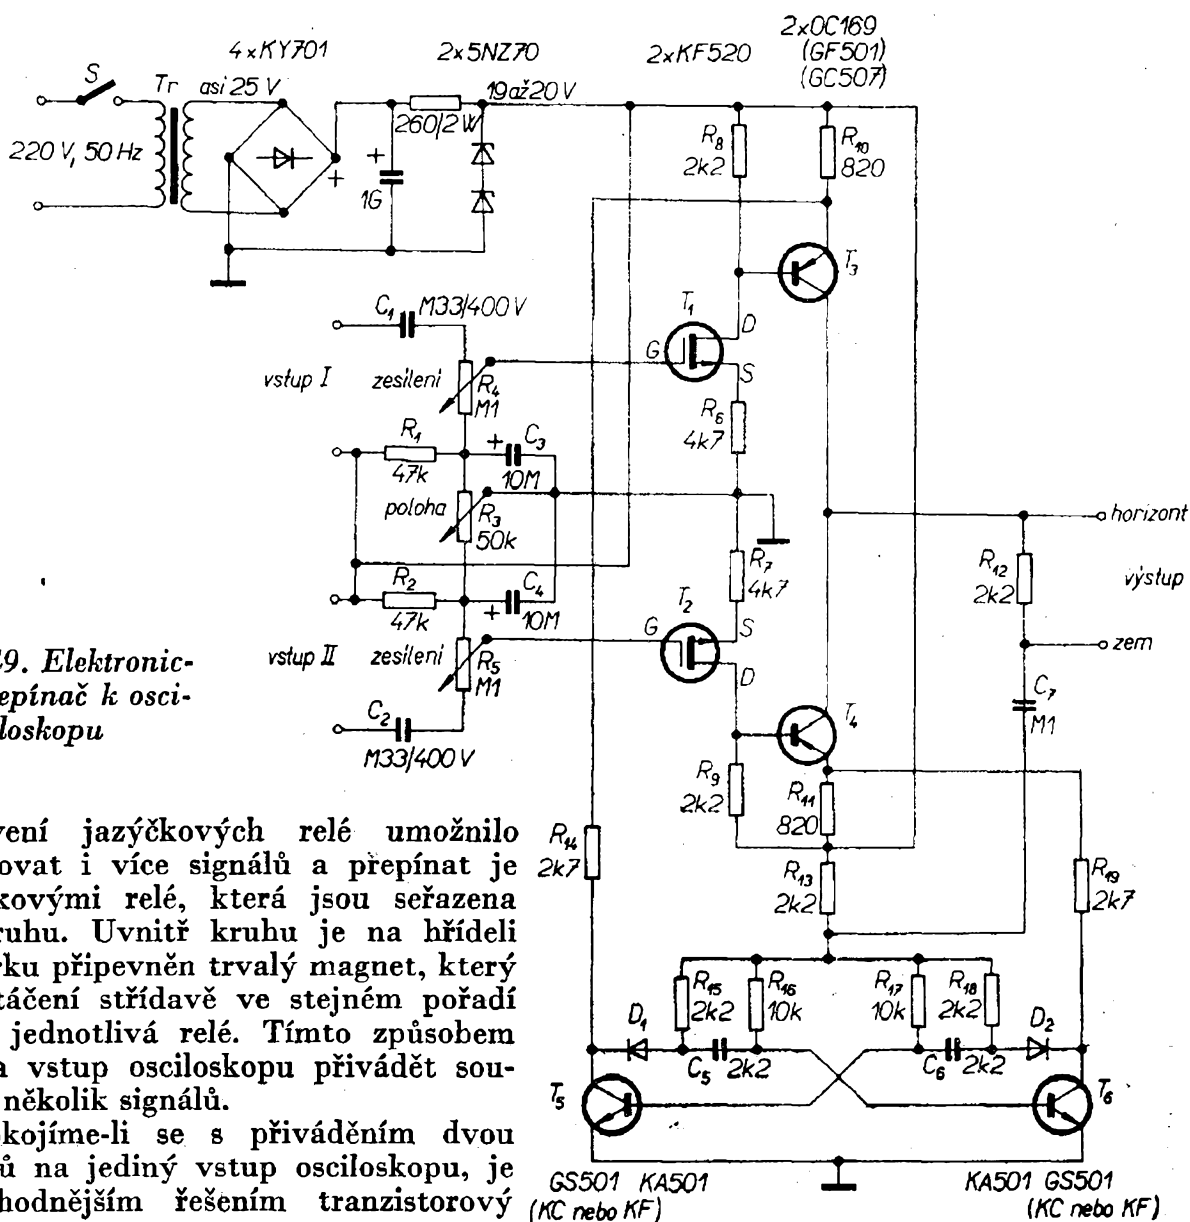 4xKY701
2x5NZ70
2xKF520
2xOC169
(GF501)
(GC507)
S
Tr
asi 25 V
19 až 20 V
260/2 W
220 V, 50 Hz
+
+
1G
R8
2k2
R10
820
T3
C1
M33/400 V
T1
D
G
S
vstup I
zesílení
R4
M1
R6
4k7
R1
47k
+
C3
10M
poloha
R3
50k
horizont
R12
2k2
výstup
R7
4k7
R2
47k
+
C4
10M
T2
G
S
D
zem
vstup II
zesílení
R5
M1
C7
M1
C2
M33/400 V
T4
R9
2k2
R11
820
49. Elektronic-
epínač k osci-
loskopu
R14
2k7
R13
2k2
R19
2k7
vení jazýčkových relé umožnilo
ovat i více signálů a přepínat je
kovými relé, která jsou seřazena
ruhu. Uvnitř kruhu je na hřídeli
rku připevněn trvalý magnet, který
táčení střídavě ve stejném pořadí
jednotlivá relé. Tímto způsobem
a vstup osciloskopu přivádět sou-
několik signálů.
okojíme-li se s přiváděním dvou
ů na jediný vstup osciloskopu, je
hodnějším řešením tranzistorový
R15
2k2
R16
10k
R17
10k
R18
2k2
D1
C5
2k2
C6
2k2
D2
T5
T6
GS501 KA501
(KC nebo KF)
KA501 GS501
(KC nebo KF)